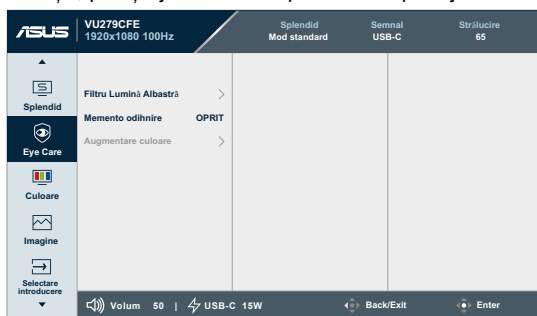 ASUS
VU279CFE
1920x1080 100Hz
Splendid
Mod standard
Semnal
USB-C
Strălucire
65
Splendid
Eye Care
Culoare
Imagine
Selectare
introducere
Filtru Lumină Albastră
Memento odihnire OPRIT
Augmentare culoare
Volum 50 | USB-C 15W
Back/Exit
Enter